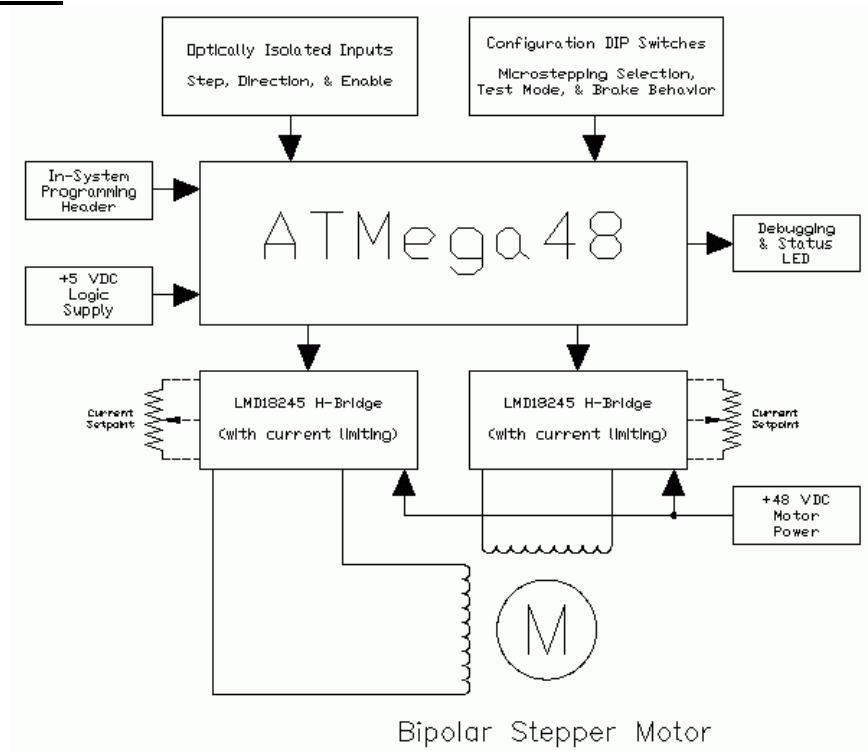 Optically Isolated Inputs
Step, Direction, & Enable
Configuration DIP Switches
Microstepping Selection,
Test Mode, & Brake Behavior
In-System
Programming
Header
ATMega48
Debugging
& Status
LED
+5 VDC
Logic
Supply
Current
Setpoint
LMD18245 H-Bridge
(with current limiting)
LMD18245 H-Bridge
(with current limiting)
Current
Setpoint
+48 VDC
Motor
Power
M
Bipolar Stepper Motor